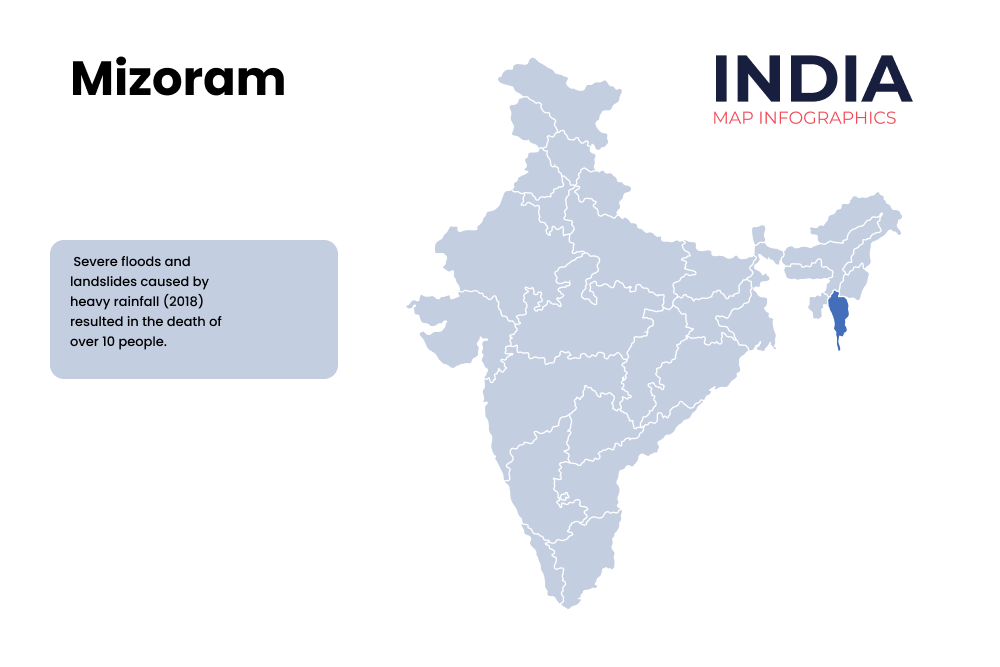 Mizoram
INDIA
MAP INFOGRAPHICS
Severe floods and
landslides caused by
heavy rainfall (2018)
resulted in the death of
over 10 people.